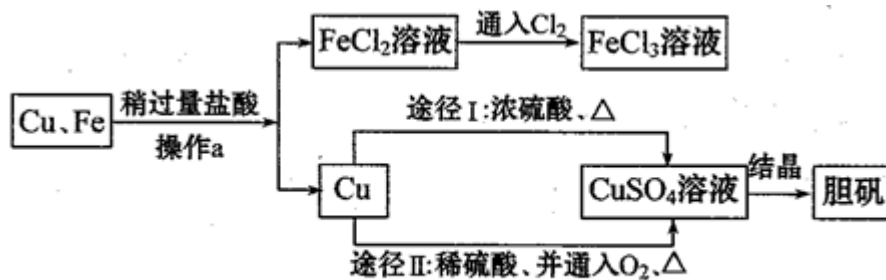 FeCl₂溶液 通入Cl₂ FeCl₃溶液
Cu、Fe 稍过量盐酸 操作a
途径Ⅰ:浓硫酸、△
Cu CuSO₄溶液 结晶 胆矾
途径Ⅱ:稀硫酸、并通入O₂、△